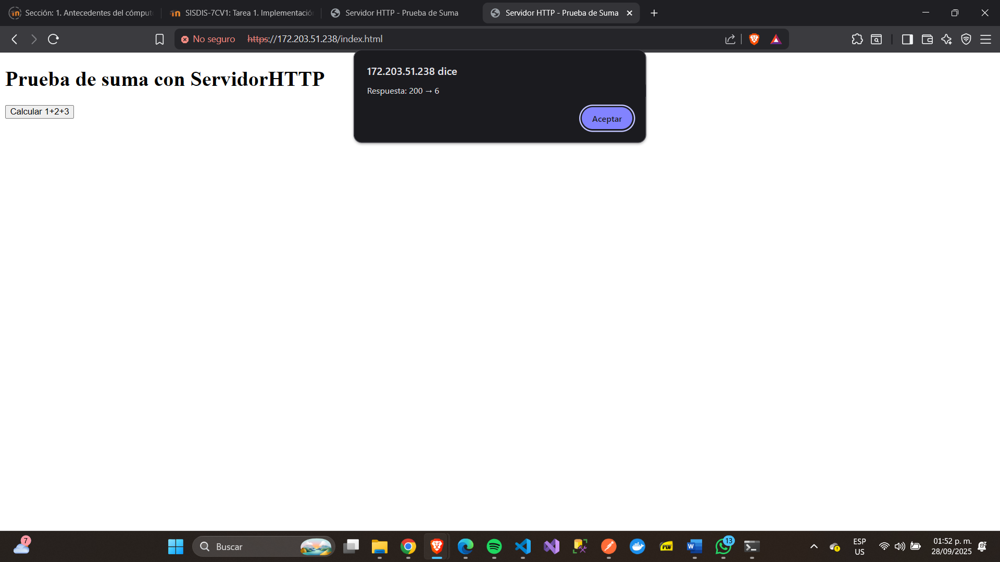 Sección: 1. Antecedentes del cómput
SISDIS-7CV1: Tarea 1. Implementació
Servidor HTTP - Prueba de Suma
Servidor HTTP - Prueba de Suma
No seguro
https://172.203.51.238/index.html
172.203.51.238 dice
Respuesta: 200 → 6
Aceptar
Prueba de suma con ServidorHTTP
Calcular 1+2+3
7
Buscar
PDF
13
ESP
US
01:52 p. m.
28/09/2025